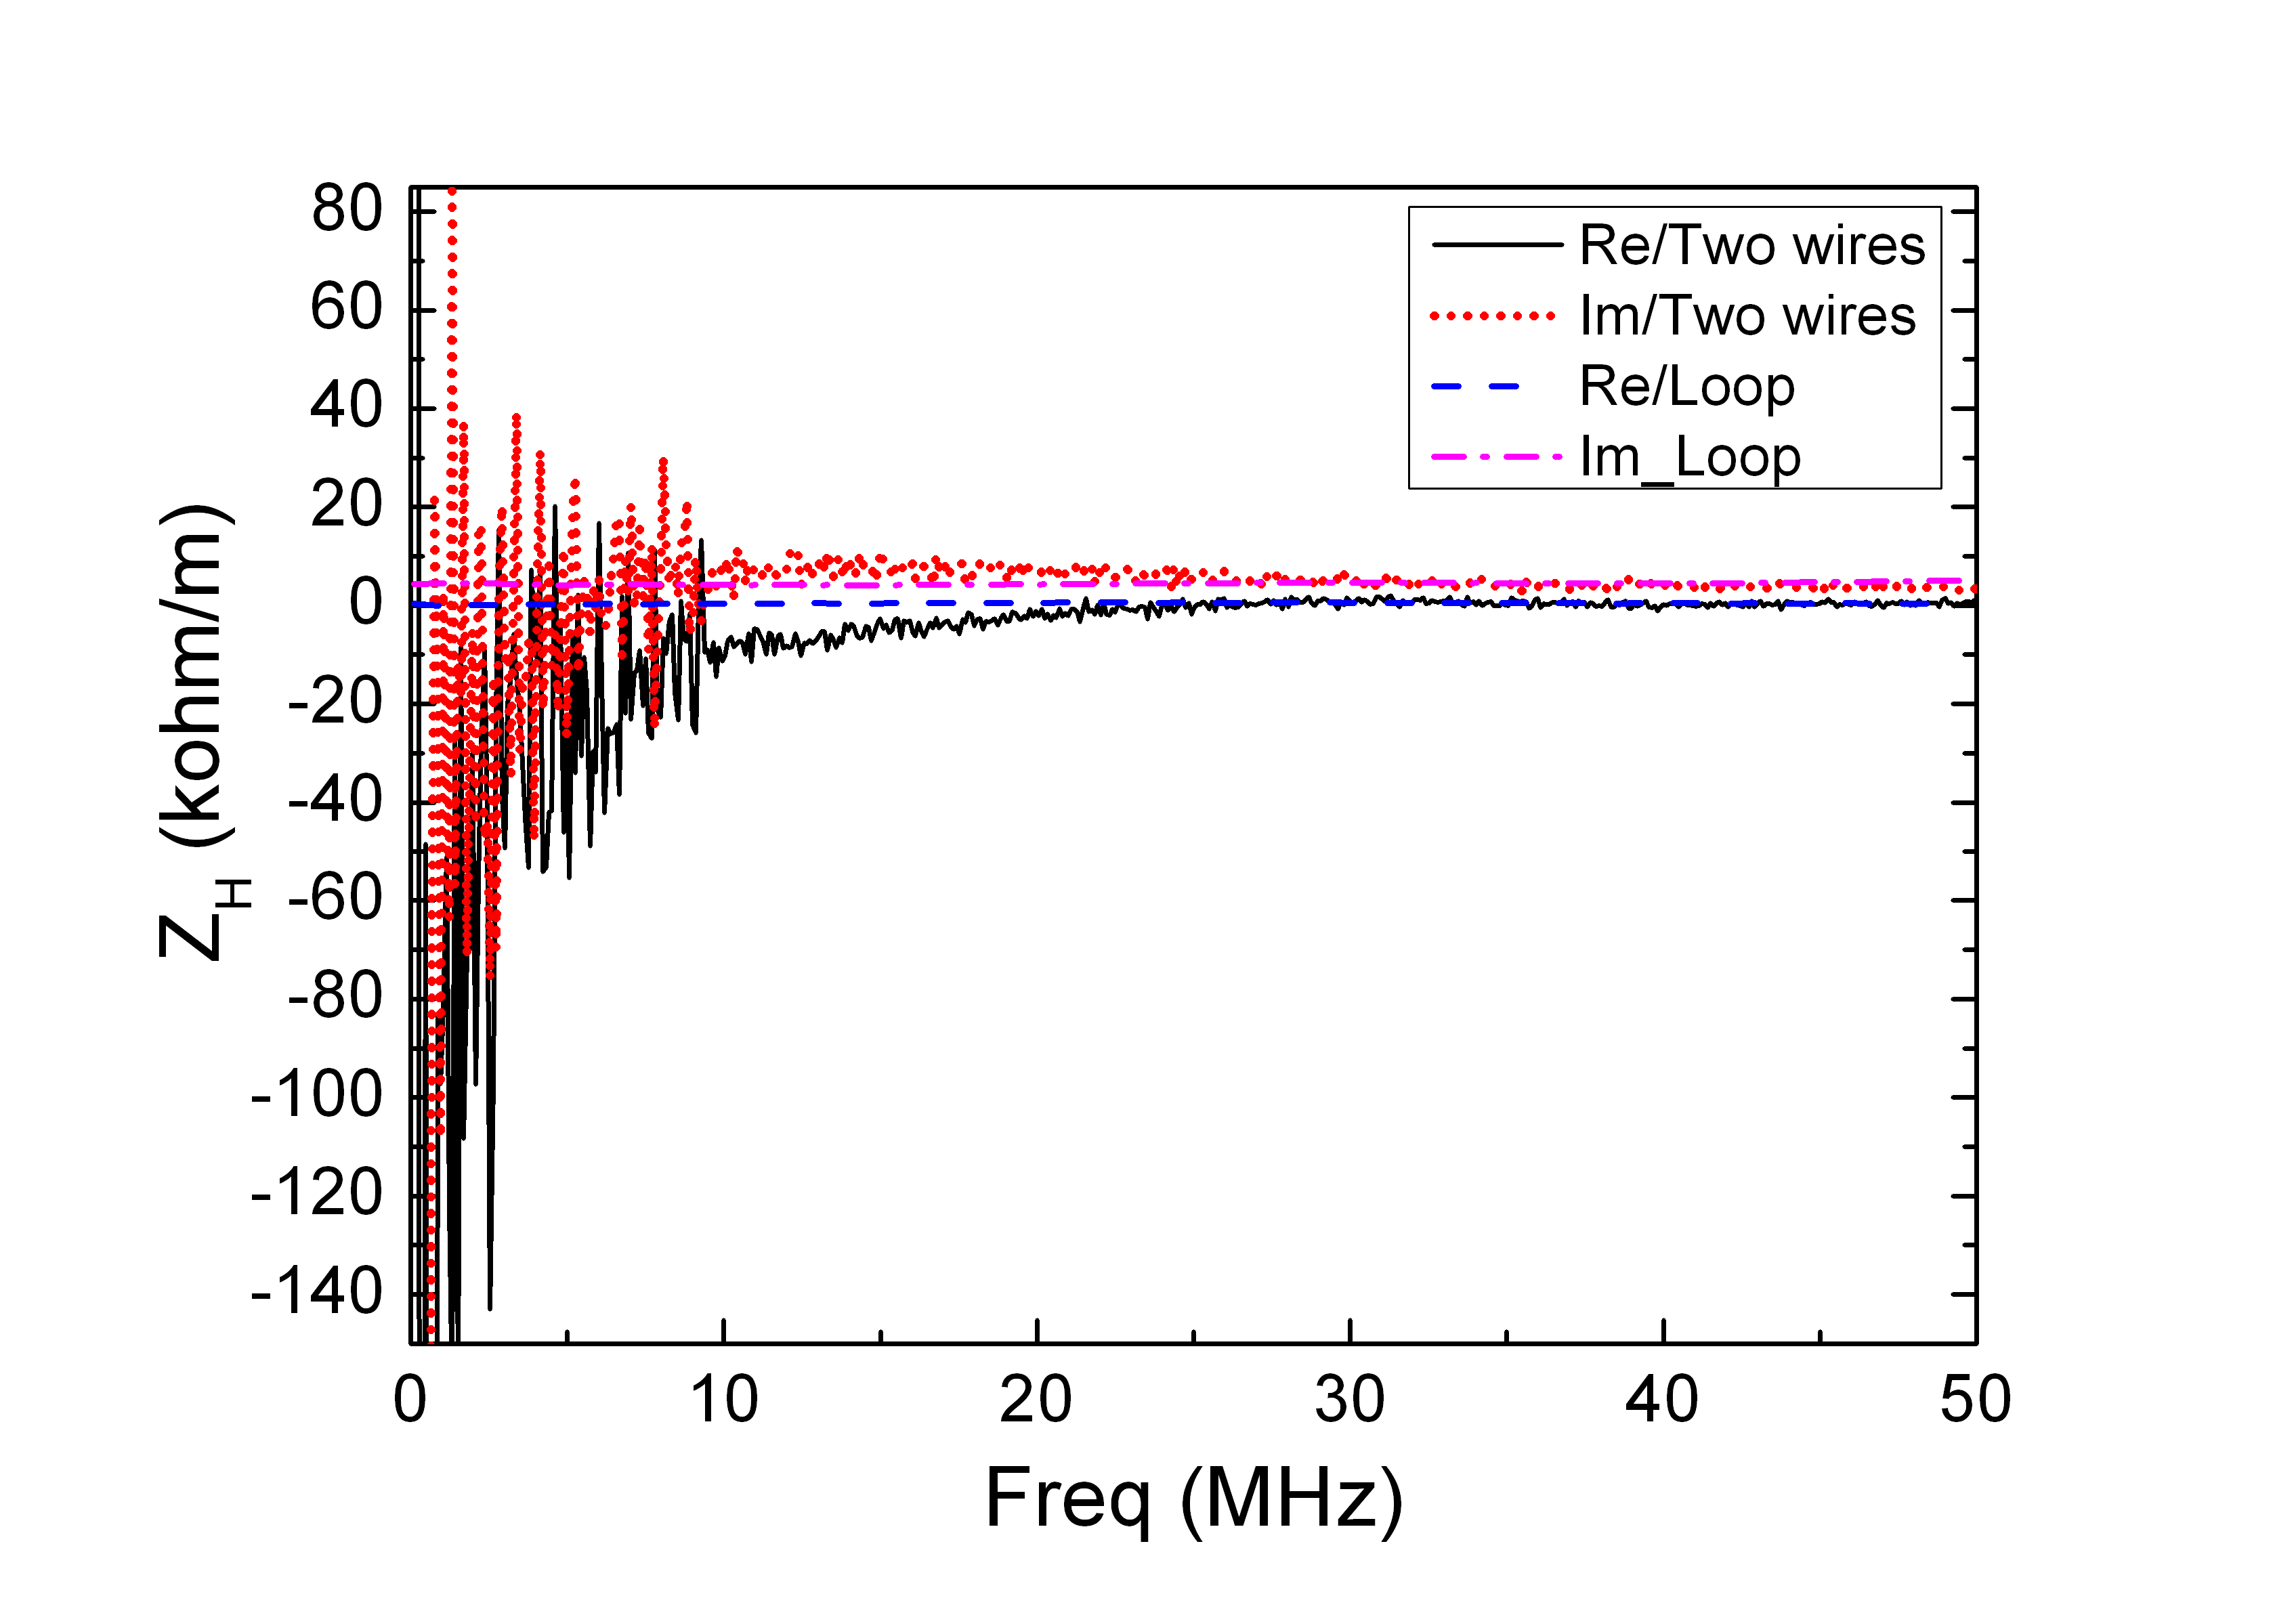 80
60
40
20
0
-20
-40
-60
-80
-100
-120
-140
Z_H (kohm/m)
Re/Two wires
Im/Two wires
Re/Loop
Im_Loop
0 10 20 30 40 50
Freq (MHz)